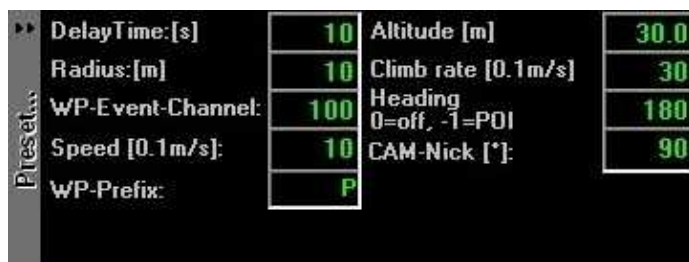 ▸▸ DelayTime:[s] 10 Altitude [m] 30.0
Radius:[m] 10 Climb rate [0.1m/s] 30
WP-Event-Channel: 100 Heading
0=off, -1=POI 180
Speed [0.1m/s]: 10 CAM-Nick [*]: 90
WP-Prefix: P
Preset...